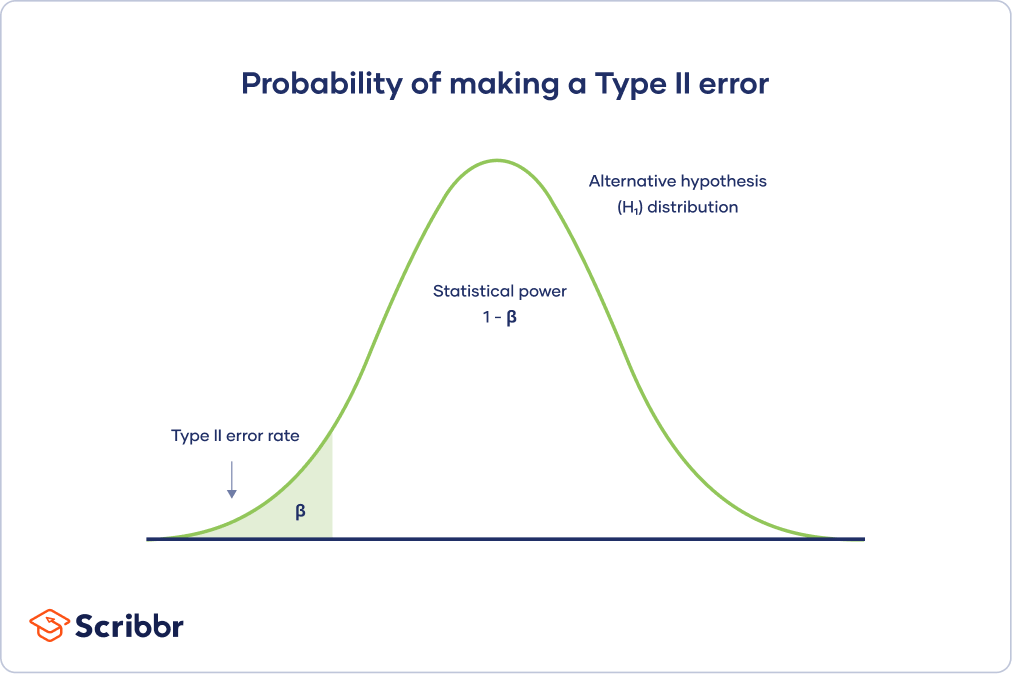 Probability of making a Type II error
Alternative hypothesis
(H₁) distribution
Statistical power
1 - β
Type II error rate
β
Scribbr